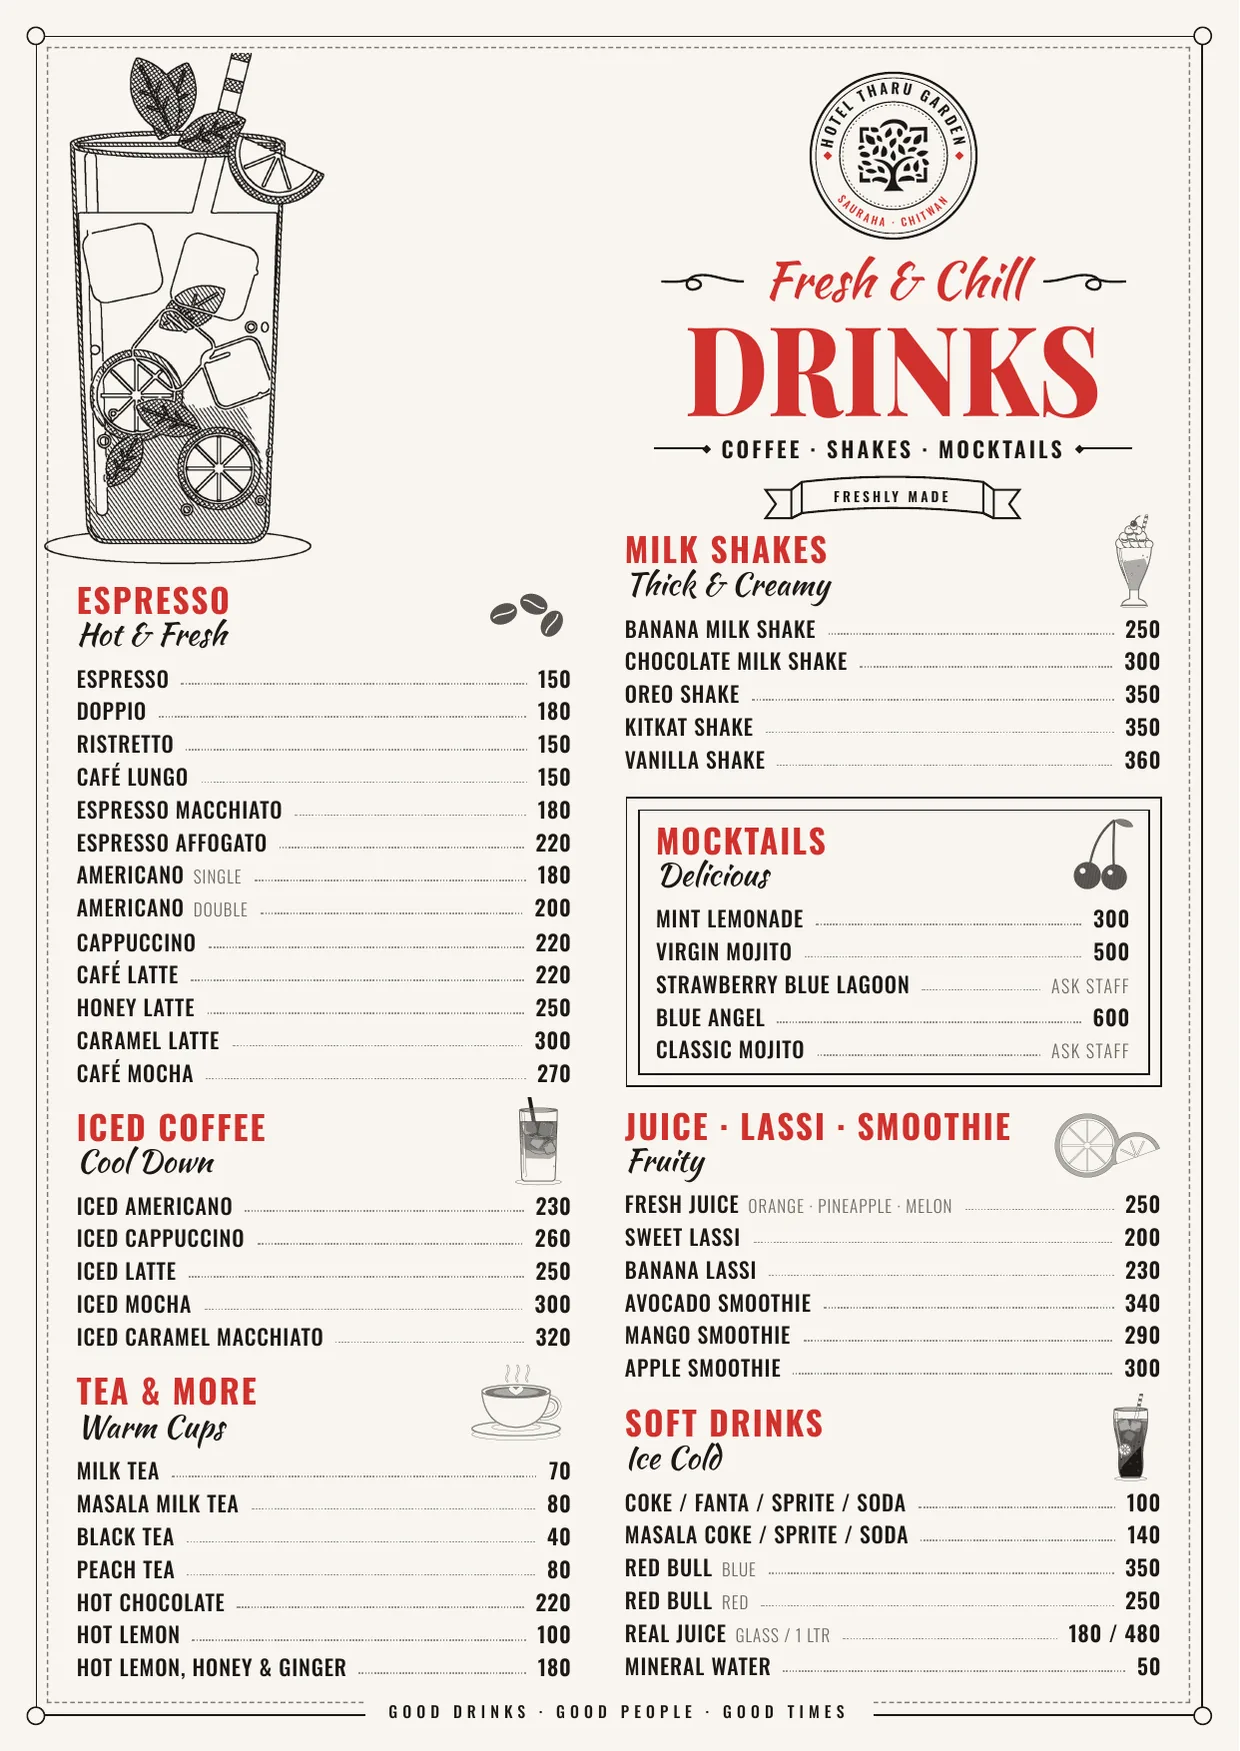 HOTEL THARU GARDEN
SAURAHA · CHITWAN
Fresh & Chill
DRINKS
COFFEE · SHAKES · MOCKTAILS
FRESHLY MADE
ESPRESSO
Hot & Fresh
ESPRESSO 150
DOPPIO 180
RISTRETTO 150
CAFÉ LUNGO 150
ESPRESSO MACCHIATO 180
ESPRESSO AFFOGATO 220
AMERICANO SINGLE 180
AMERICANO DOUBLE 200
CAPPUCCINO 220
CAFÉ LATTE 220
HONEY LATTE 250
CARAMEL LATTE 300
CAFÉ MOCHA 270
ICED COFFEE
Cool Down
ICED AMERICANO 230
ICED CAPPUCCINO 260
ICED LATTE 250
ICED MOCHA 300
ICED CARAMEL MACCHIATO 320
TEA & MORE
Warm Cups
MILK TEA 70
MASALA MILK TEA 80
BLACK TEA 40
PEACH TEA 80
HOT CHOCOLATE 220
HOT LEMON 100
HOT LEMON, HONEY & GINGER 180
MILK SHAKES
Thick & Creamy
BANANA MILK SHAKE 250
CHOCOLATE MILK SHAKE 300
OREO SHAKE 350
KITKAT SHAKE 350
VANILLA SHAKE 360
MOCKTAILS
Delicious
MINT LEMONADE 300
VIRGIN MOJITO 500
STRAWBERRY BLUE LAGOON ASK STAFF
BLUE ANGEL 600
CLASSIC MOJITO ASK STAFF
JUICE · LASSI · SMOOTHIE
Fruity
FRESH JUICE ORANGE · PINEAPPLE · MELON 250
SWEET LASSI 200
BANANA LASSI 230
AVOCADO SMOOTHIE 340
MANGO SMOOTHIE 290
APPLE SMOOTHIE 300
SOFT DRINKS
Ice Cold
COKE / FANTA / SPRITE / SODA 100
MASALA COKE / SPRITE / SODA 140
RED BULL BLUE 350
RED BULL RED 250
REAL JUICE GLASS / 1 LTR 180 / 480
MINERAL WATER 50
GOOD DRINKS · GOOD PEOPLE · GOOD TIMES